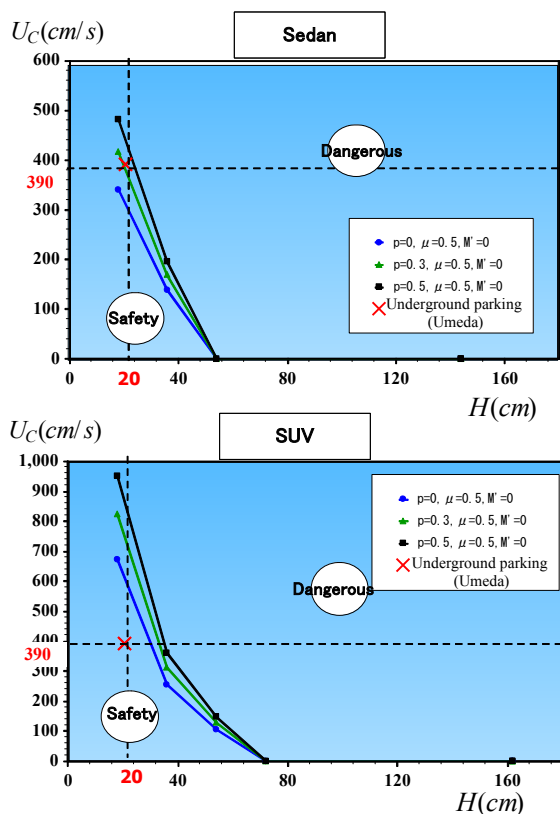 U_C(cm/s)
Sedan
600
500
400
390
300
200
100
0
Dangerous
Safety
p=0, μ=0.5, M'=0
p=0.3, μ=0.5, M'=0
p=0.5, μ=0.5, M'=0
Underground parking
(Umeda)
0
20
40
80
120
160
H(cm)
U_C(cm/s)
SUV
1,000
900
800
700
600
500
400
390
300
200
100
0
p=0, μ=0.5, M'=0
p=0.3, μ=0.5, M'=0
p=0.5, μ=0.5, M'=0
Underground parking
(Umeda)
Dangerous
Safety
0
20
40
80
120
160
H(cm)